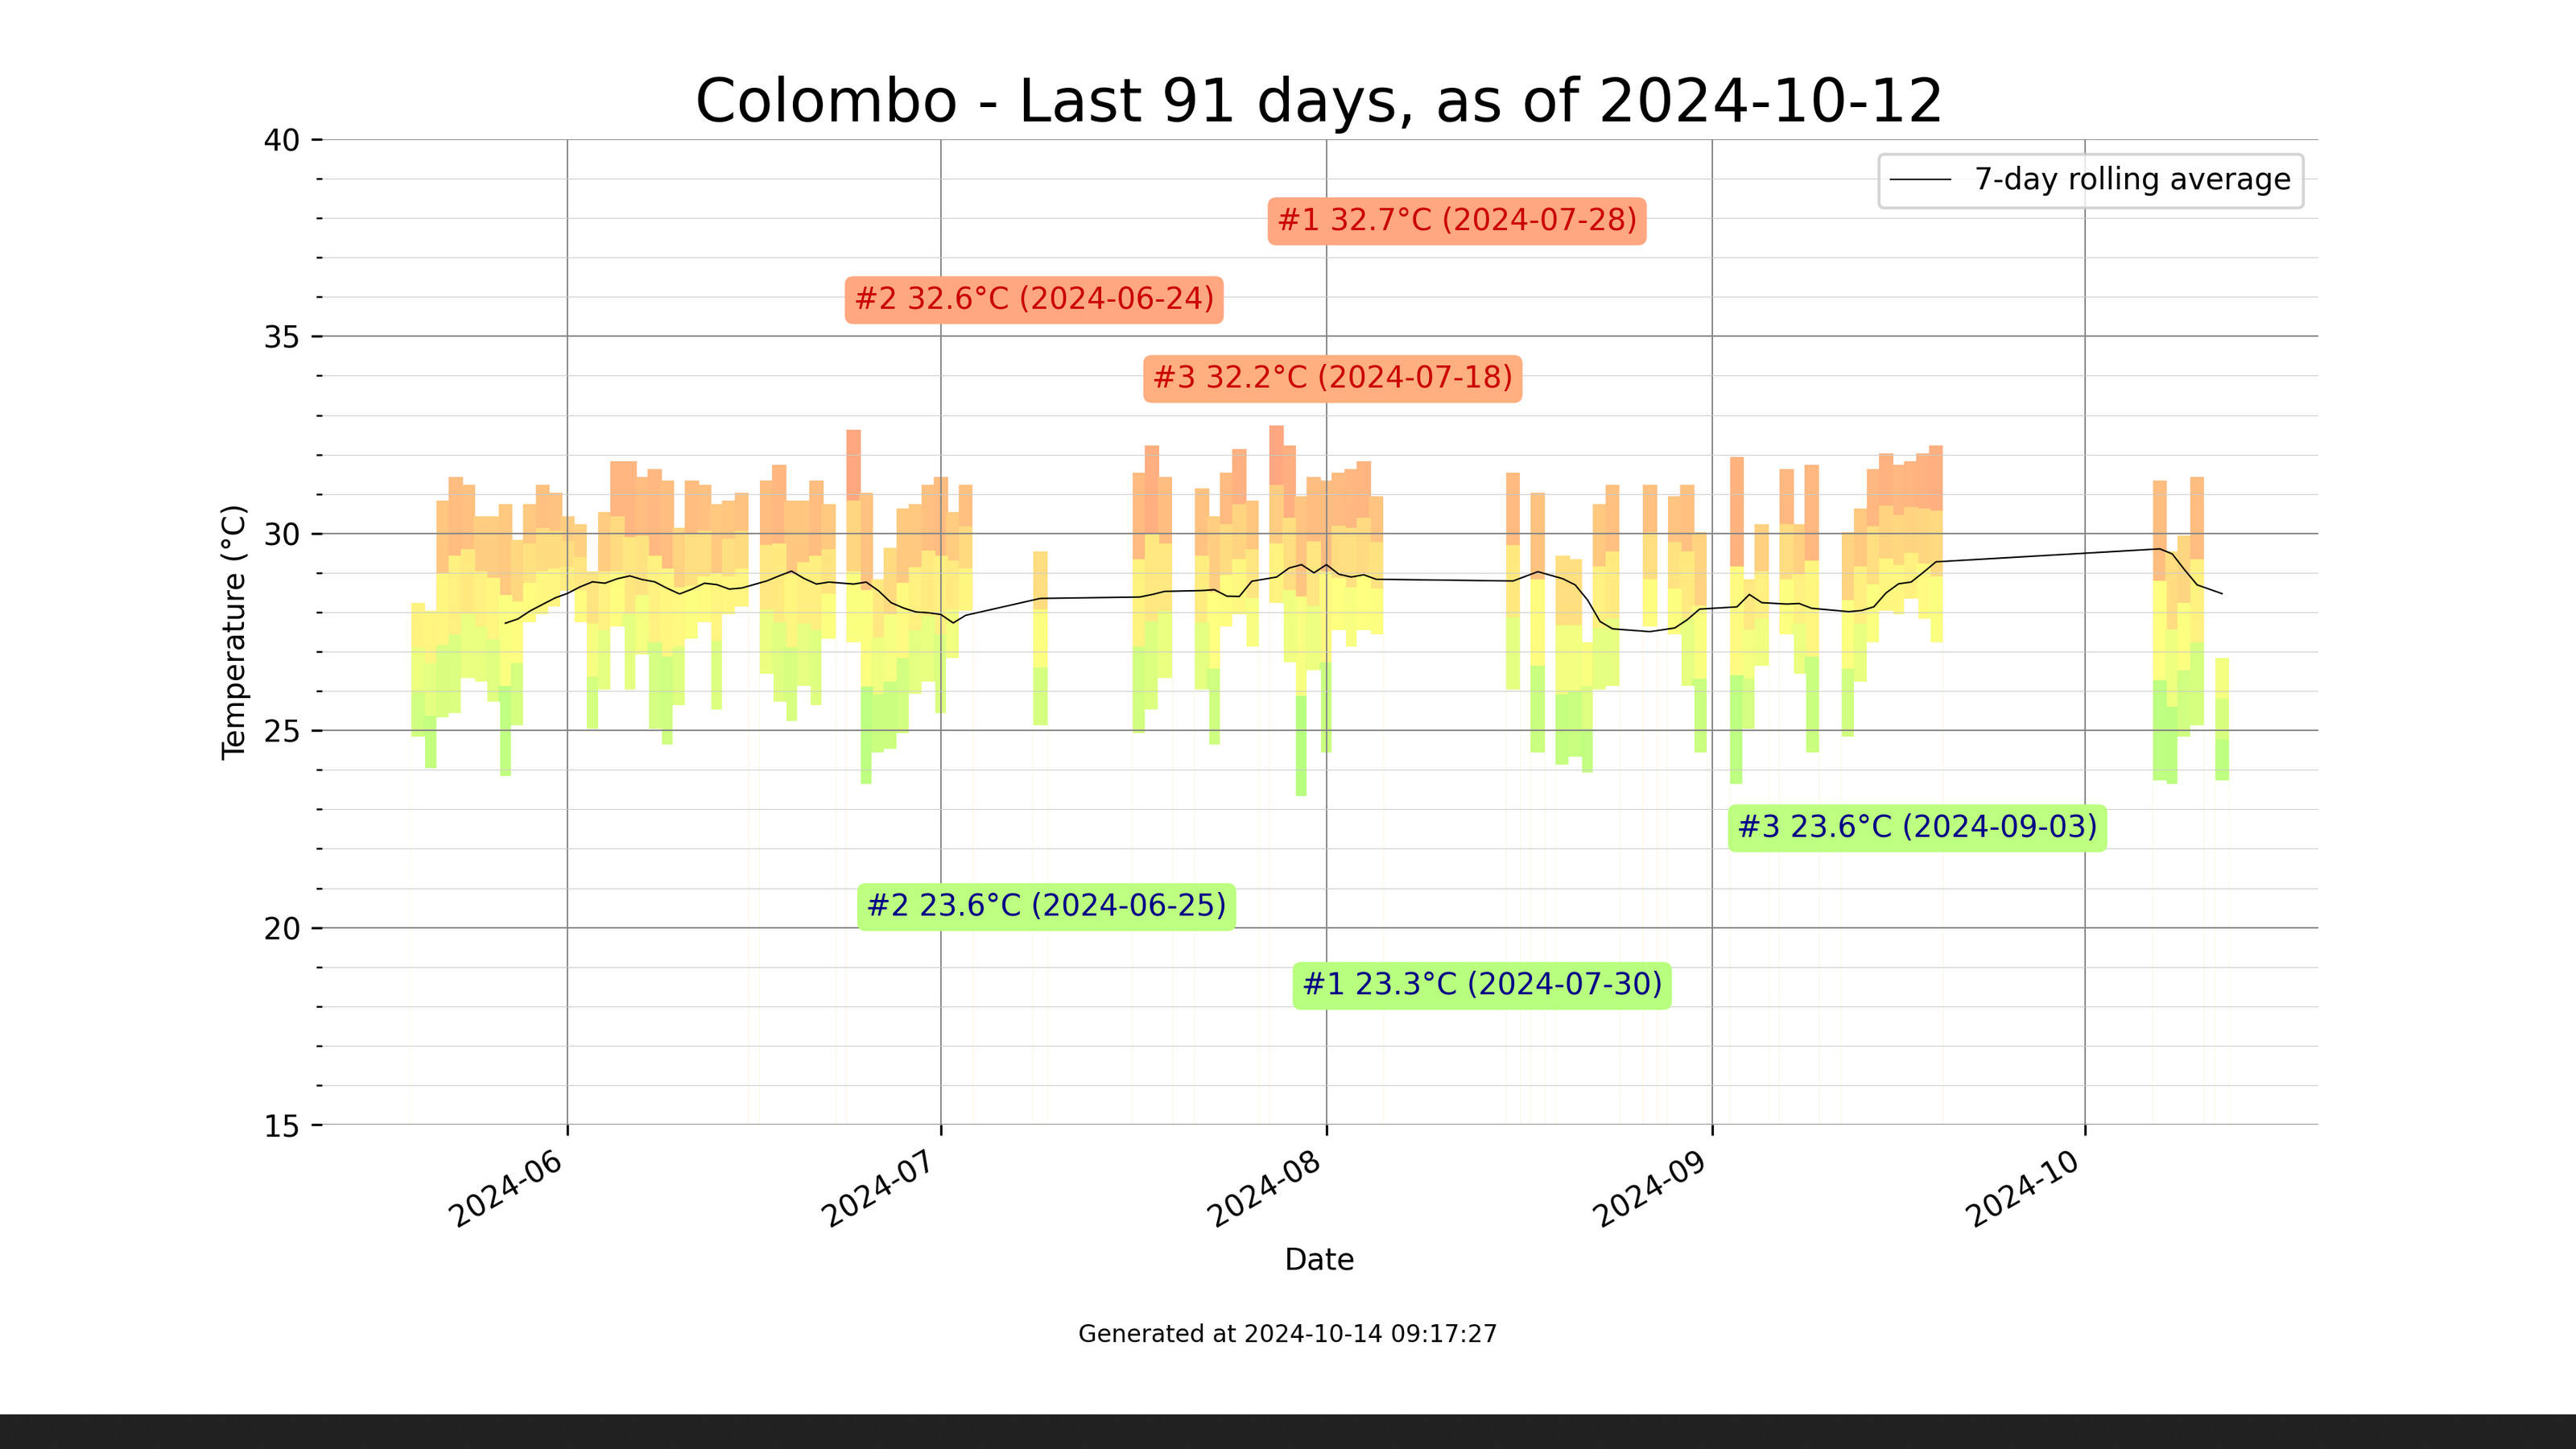 Colombo - Last 91 days, as of 2024-10-12
40
7-day rolling average
#1 32.7°C (2024-07-28)
#2 32.6°C (2024-06-24)
35
#3 32.2°C (2024-07-18)
30
Temperature (°C)
25
#3 23.6°C (2024-09-03)
#2 23.6°C (2024-06-25)
20
#1 23.3°C (2024-07-30)
15
2024-06
2024-07
2024-08
2024-09
2024-10
Date
Generated at 2024-10-14 09:17:27